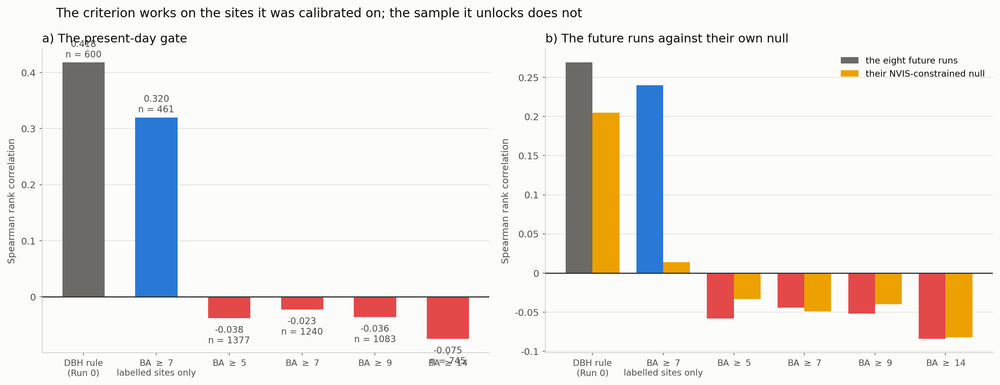 The criterion works on the sites it was calibrated on; the sample it unlocks does not
a) The present-day gate
0.418
n = 600
0.320
n = 461
-0.038
n = 1377
-0.023
n = 1240
-0.036
n = 1083
-0.075
n = 745
0.4
0.3
0.2
0.1
0
Spearman rank correlation
DBH rule
(Run 0)
BA ≥ 7
labelled sites only
BA ≥ 5
BA ≥ 7
BA ≥ 9
BA ≥ 14
b) The future runs against their own null
the eight future runs
their NVIS-constrained null
0.25
0.2
0.15
0.1
0.05
0
-0.05
-0.1
Spearman rank correlation
DBH rule
(Run 0)
BA ≥ 7
labelled sites only
BA ≥ 5
BA ≥ 7
BA ≥ 9
BA ≥ 14